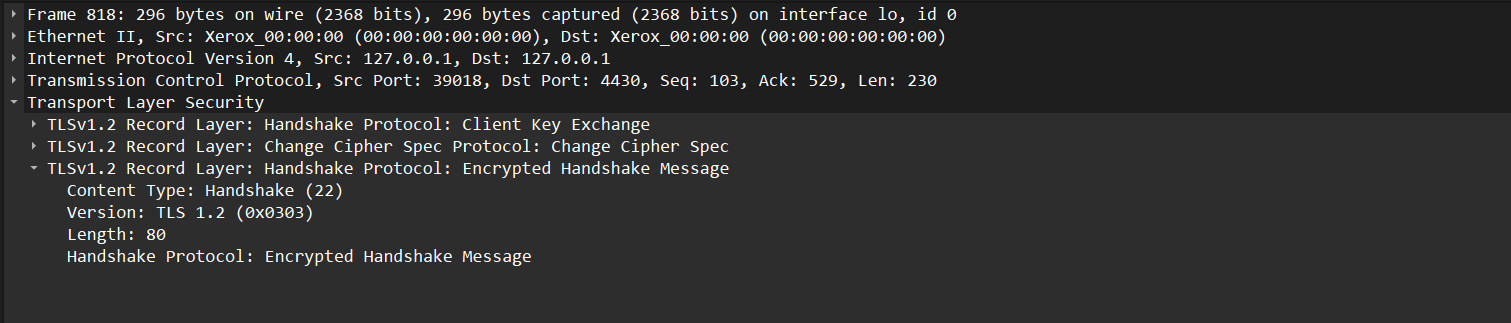 Frame 818: 296 bytes on wire (2368 bits), 296 bytes captured (2368 bits) on interface lo, id 0
Ethernet II, Src: Xerox_00:00:00 (00:00:00:00:00:00), Dst: Xerox_00:00:00 (00:00:00:00:00:00)
Internet Protocol Version 4, Src: 127.0.0.1, Dst: 127.0.0.1
Transmission Control Protocol, Src Port: 39018, Dst Port: 4430, Seq: 103, Ack: 529, Len: 230
Transport Layer Security
TLSv1.2 Record Layer: Handshake Protocol: Client Key Exchange
TLSv1.2 Record Layer: Change Cipher Spec Protocol: Change Cipher Spec
TLSv1.2 Record Layer: Handshake Protocol: Encrypted Handshake Message
Content Type: Handshake (22)
Version: TLS 1.2 (0x0303)
Length: 80
Handshake Protocol: Encrypted Handshake Message